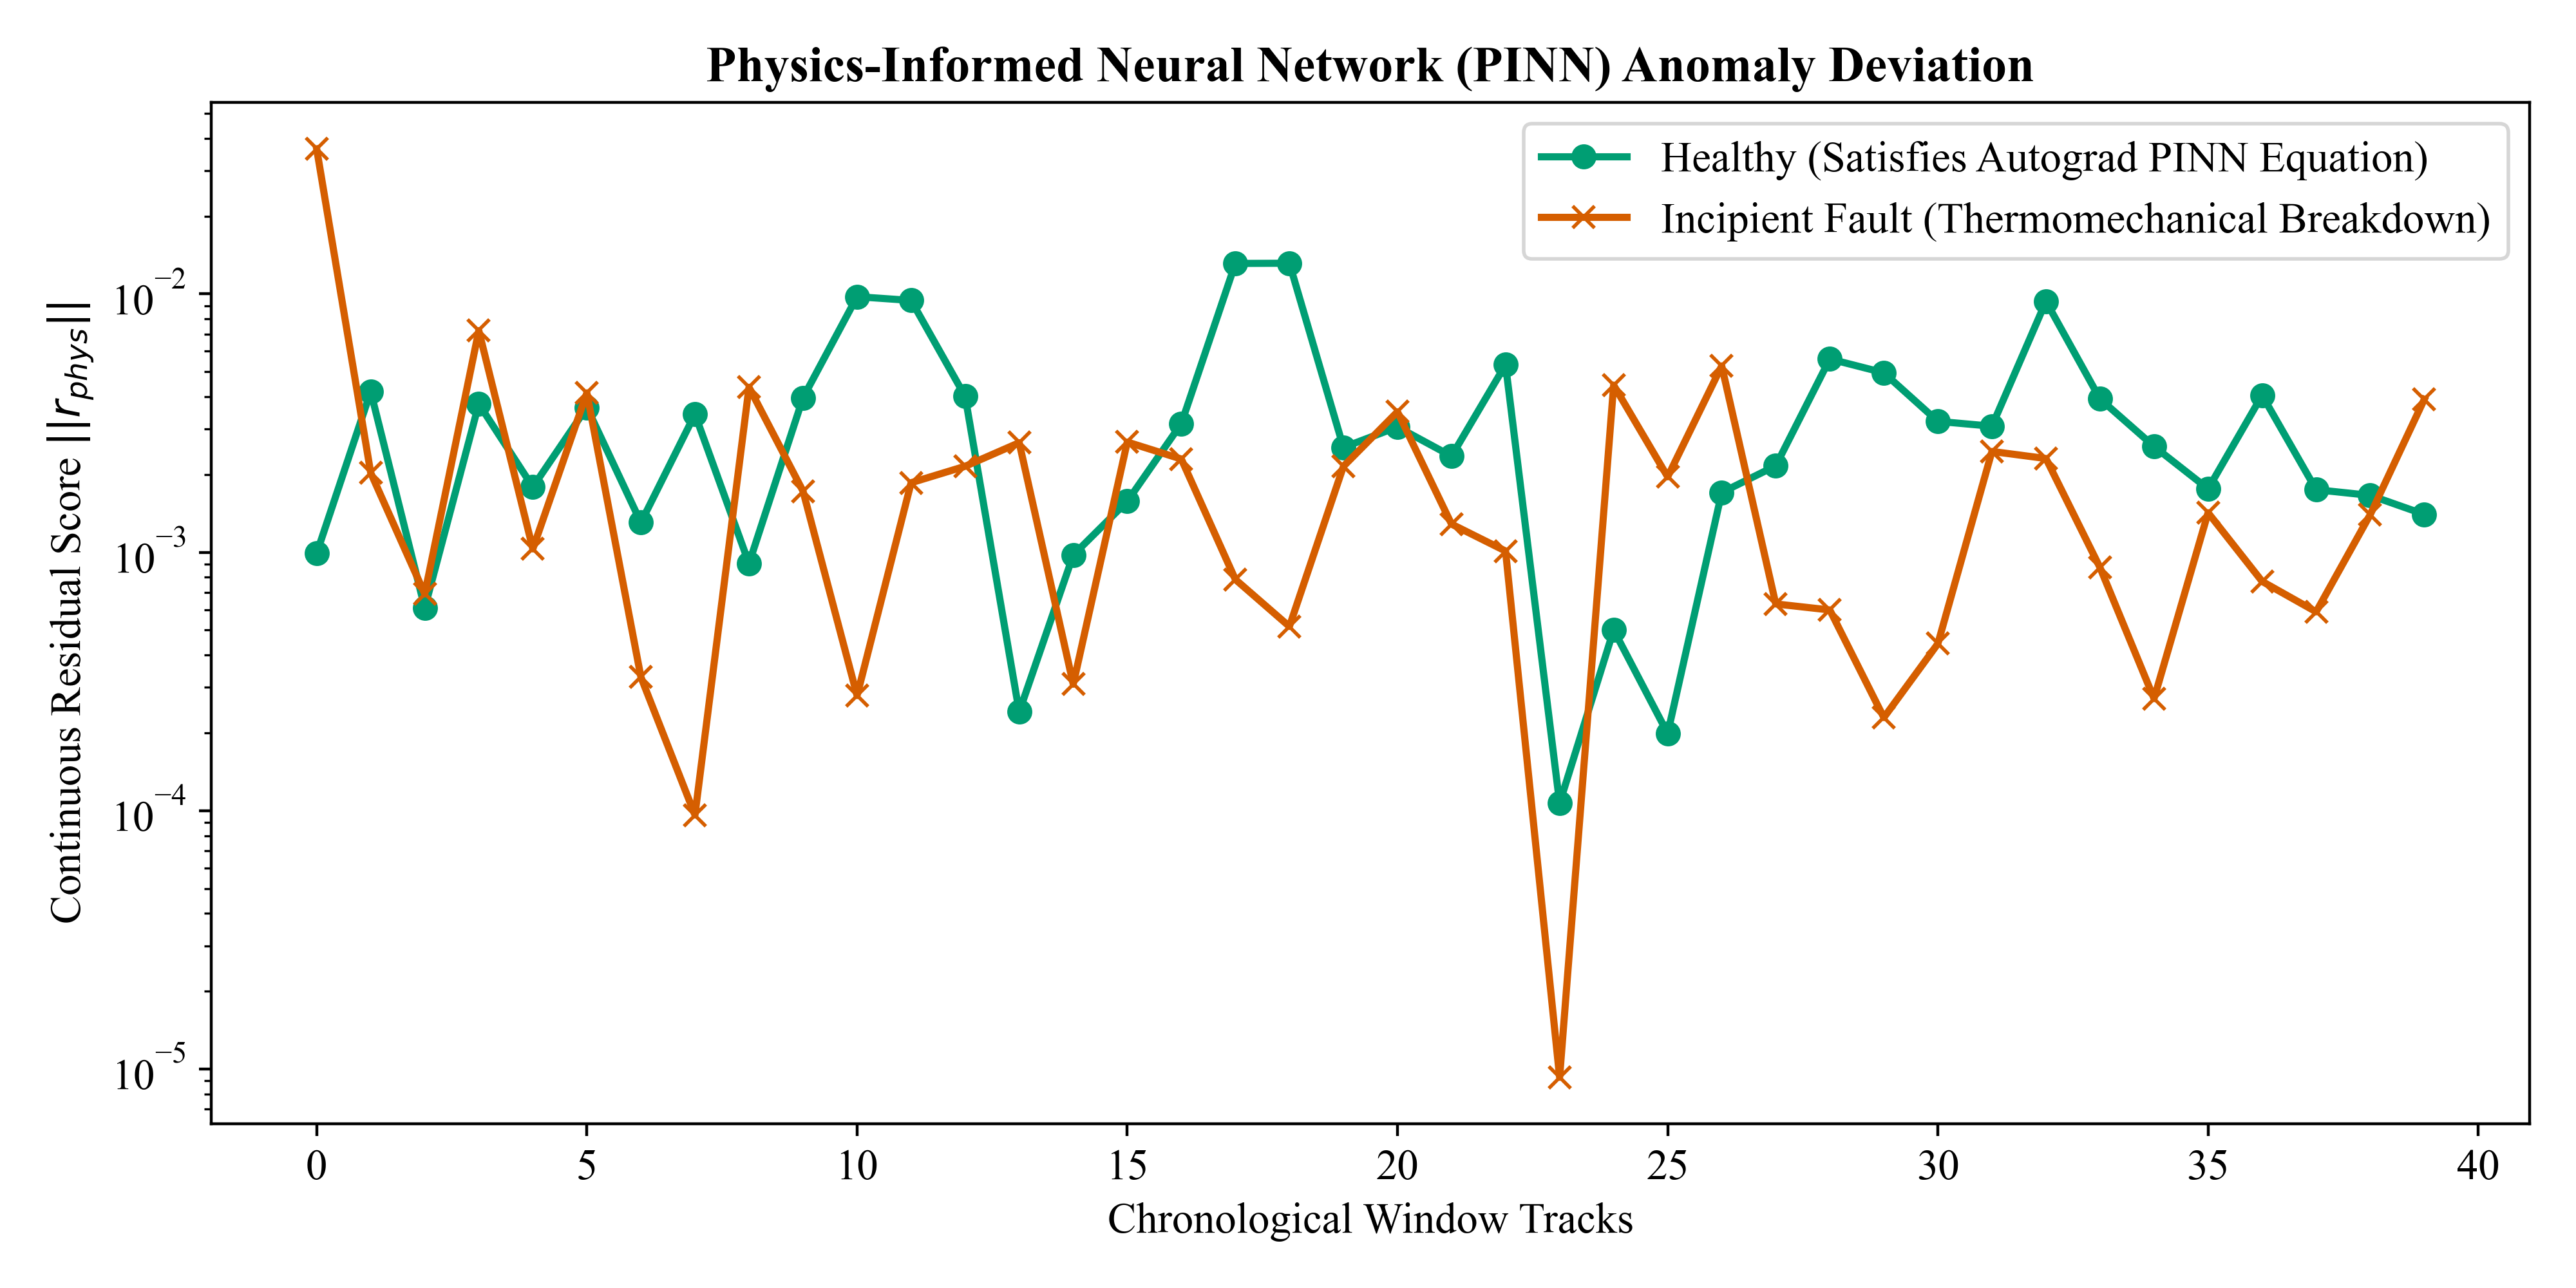 Physics-Informed Neural Network (PINN) Anomaly Deviation
Healthy (Satisfies Autograd PINN Equation)
Incipient Fault (Thermomechanical Breakdown)
Continuous Residual Score ||r_phys||
10⁻²
10⁻³
10⁻⁴
10⁻⁵
0 5 10 15 20 25 30 35 40
Chronological Window Tracks